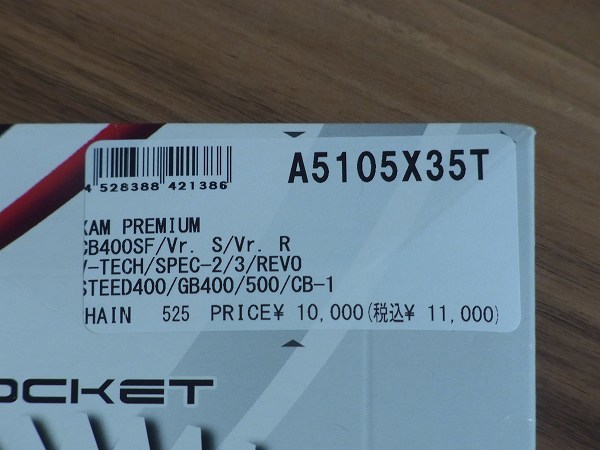 A5105X35T
4 528388 421386
XAM PREMIUM
CB400SF/Vr. S/Vr. R
V-TECH/SPEC-2/3/REVO
STEED400/GB400/500/CB-1
HAIN 525 PRICE¥ 10,000(税込¥ 11,000)
OCKET